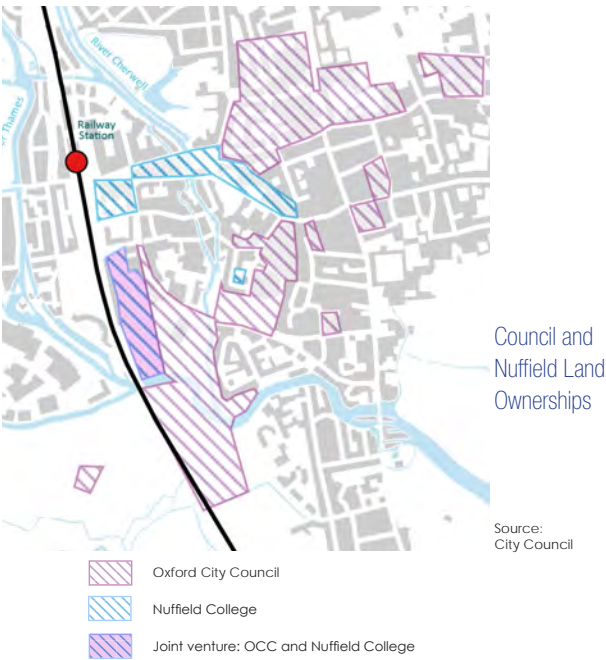 River Cherwell
Thames
Railway
Station
Council and
Nuffield Land
Ownerships
Source:
City Council
Oxford City Council
Nuffield College
Joint venture: OCC and Nuffield College